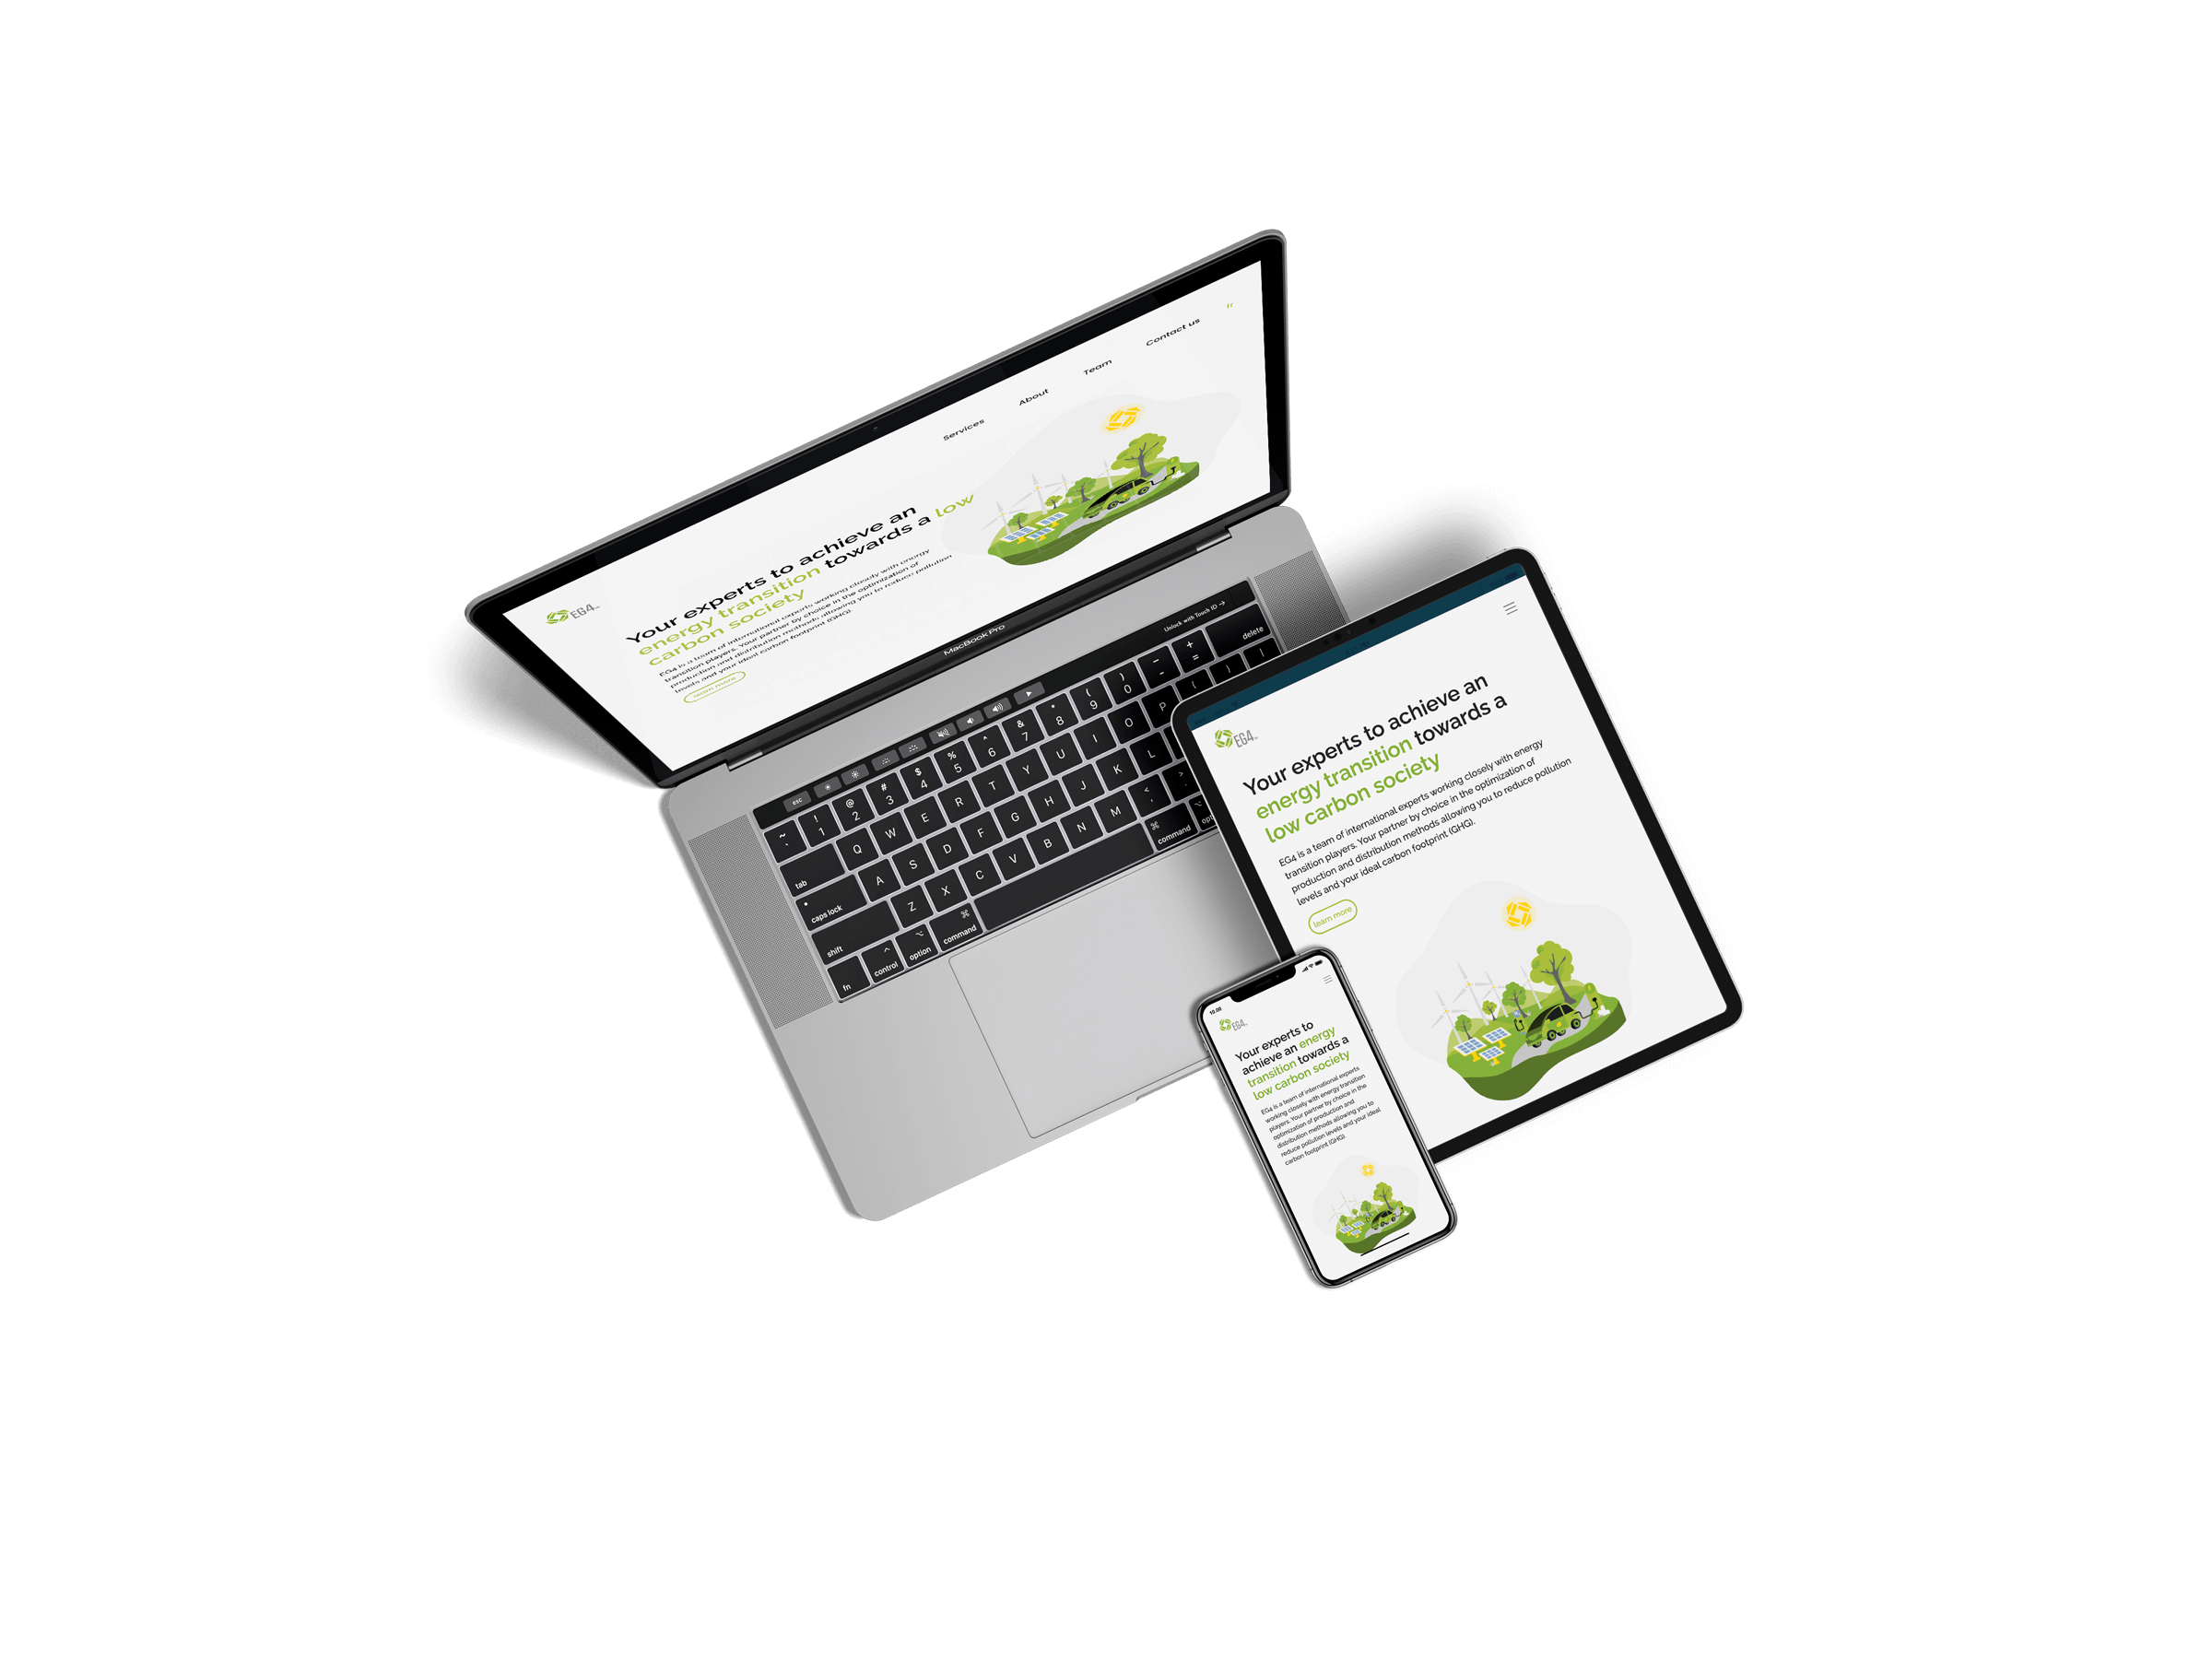 Services
About
Team
Contact us
fr
EG4
Your experts to achieve an
energy transition towards a low
carbon society
EG4 is a team of international experts working closely with energy
transition players. Your partner by choice in the optimization of
production and distribution methods allowing you to reduce pollution
levels and your ideal carbon footprint (GHG).
learn more
MacBook Pro
Unlock with Touch ID →
esc
~ ! @ # $ % ^ & * ( ) _ + delete
` 1 2 3 4 5 6 7 8 9 0 - =
tab Q W E R T Y U I O P { } |
caps lock A S D F G H J K L
shift Z X C V B N M < , > .
fn ^ control ⌥ option ⌘ command ⌘ command ⌥
EG4
Your experts to achieve an
energy transition towards a
low carbon society
EG4 is a team of international experts working closely with energy
transition players. Your partner by choice in the optimization of
production and distribution methods allowing you to reduce pollution
levels and your ideal carbon footprint (GHG).
learn more
10:09
EG4
Your experts to
achieve an energy
transition towards a
low carbon society
EG4 is a team of international experts
working closely with energy transition
players. Your partner by choice in the
optimization of production and
distribution methods allowing you to
reduce pollution levels and your ideal
carbon footprint (GHG).